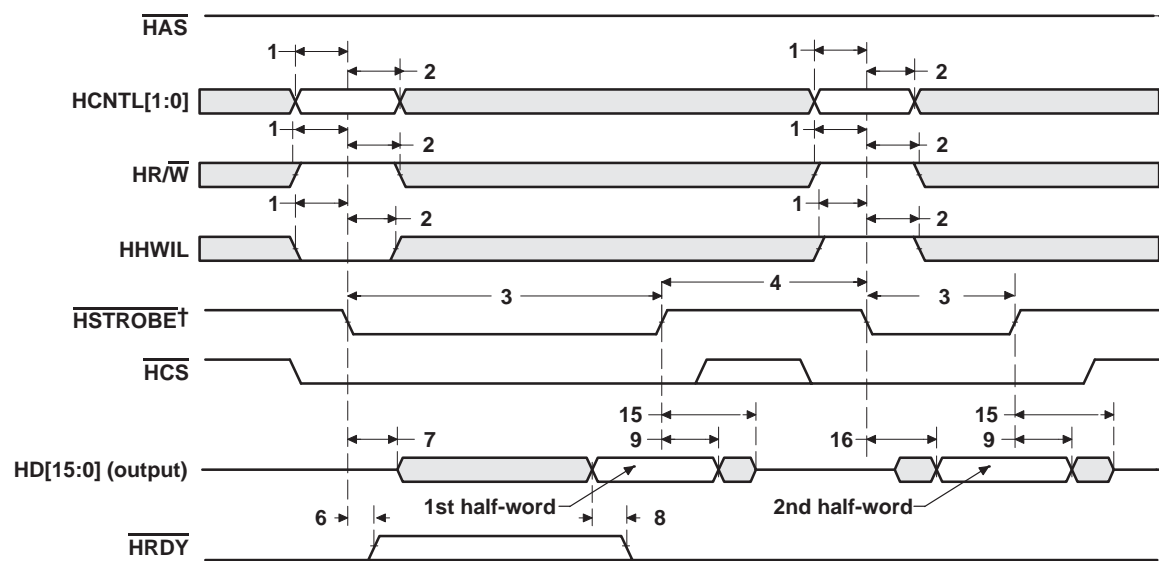 HAS
1
2
1
2
HCNTL[1:0]
1
2
1
2
HR/W
1
2
1
2
HHWIL
3
4
3
HSTROBE†
HCS
15
15
7
9
16
9
HD[15:0] (output)
1st half-word
2nd half-word
6
8
HRDY